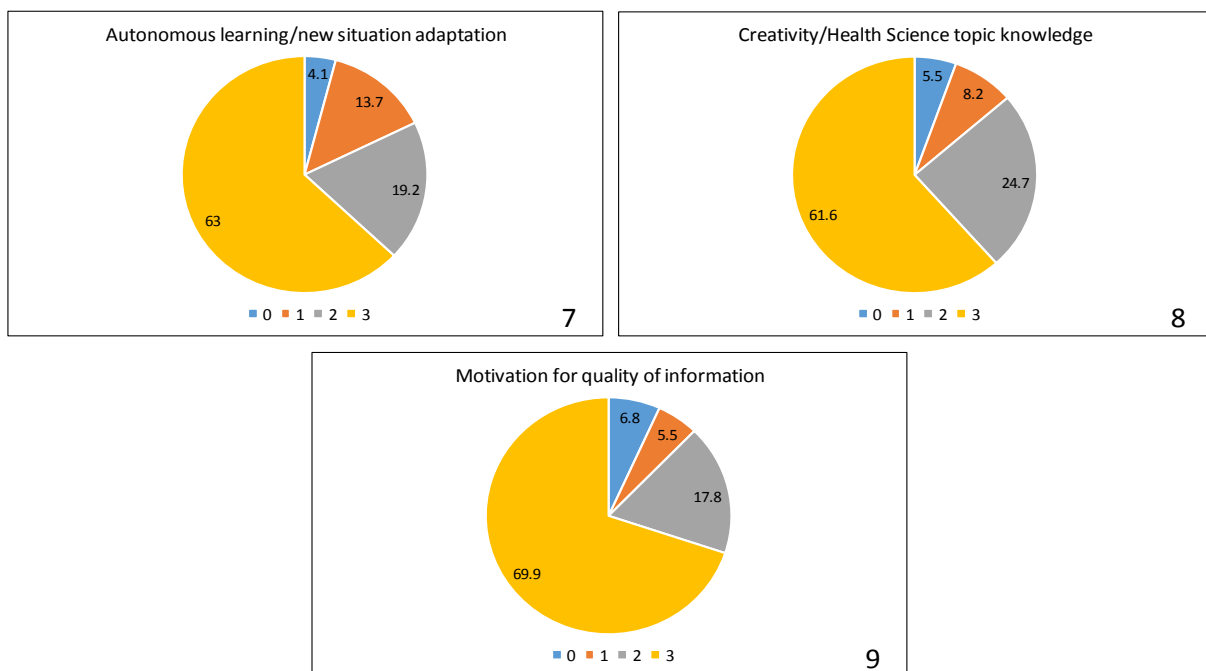 Autonomous learning/new situation adaptation
4.1
13.7
19.2
63
0 1 2 3
7
Creativity/Health Science topic knowledge
5.5
8.2
24.7
61.6
0 1 2 3
8
Motivation for quality of information
6.8
5.5
17.8
69.9
0 1 2 3
9